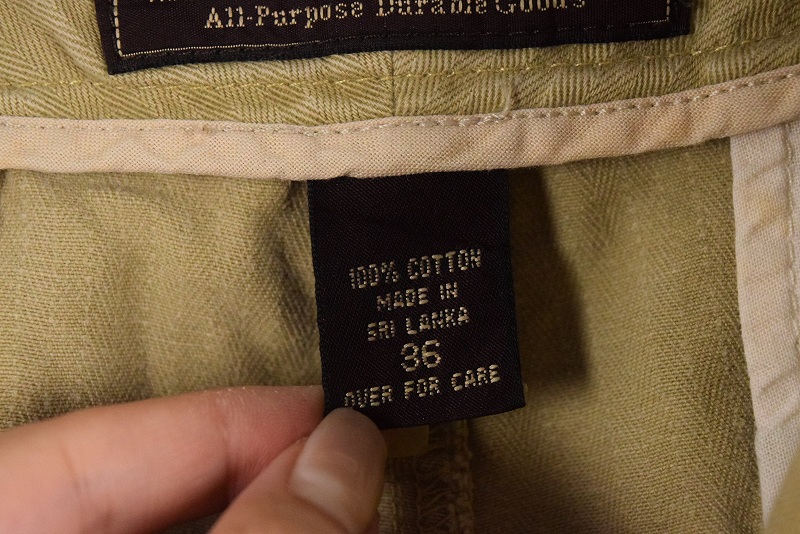 All-Purpose Durable Goods
100% COTTON
MADE IN
SRI LANKA
36
OVER FOR CARE